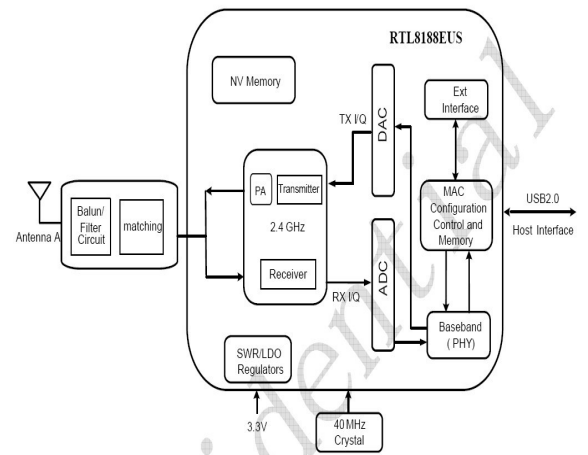 RTL8188EUS
NV Memory
Ext
Interface
DAC
TX I/Q
PA
Transmitter
2.4 GHz
Receiver
Balun/
Filter
Circuit
matching
Antenna A
MAC
Configuration
Control and
Memory
USB2.0
Host Interface
ADC
RX I/Q
Baseband
( PHY)
SWR/LDO
Regulators
3.3V
40 MHz
Crystal
idential